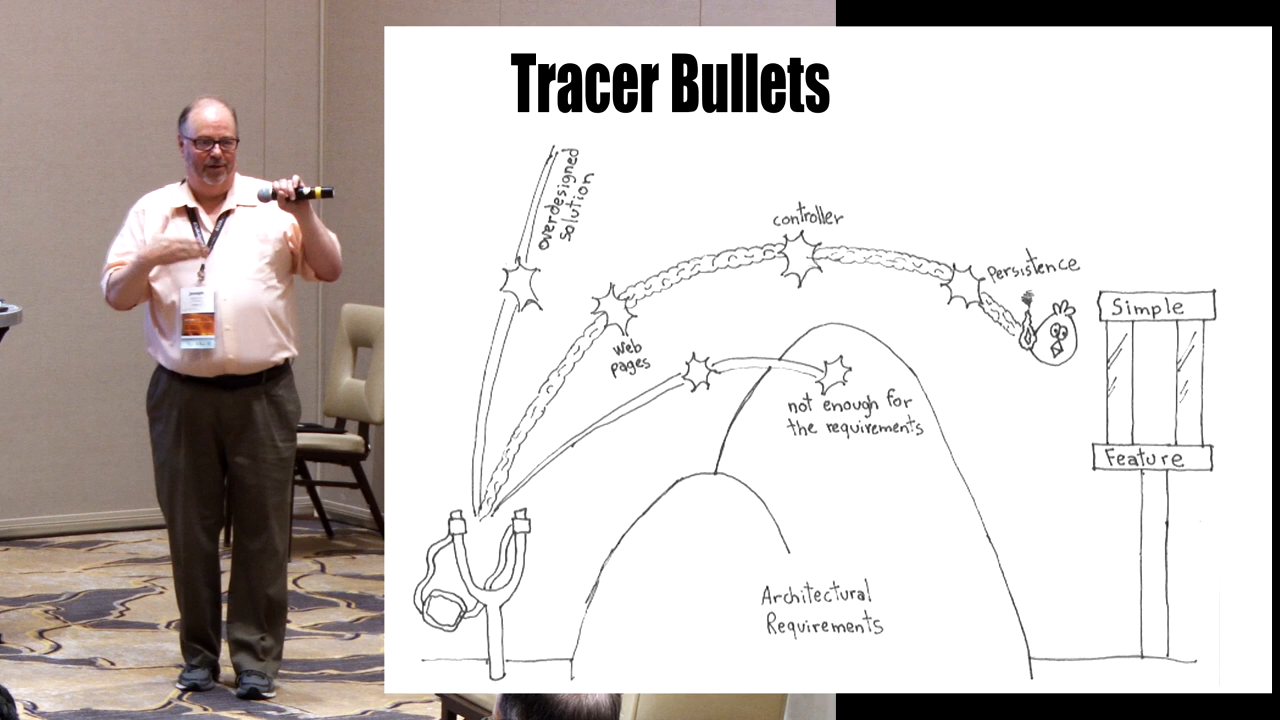 Tracer Bullets
overdesigned
solution
controller
persistence
web
pages
Simple
not enough for
the requirements
Feature
Architectural
Requirements